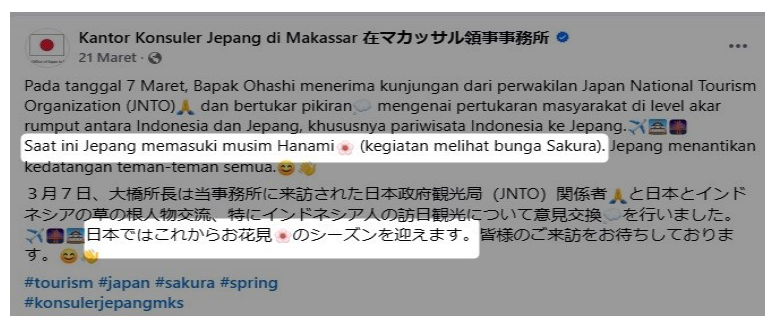 Kantor Konsuler Jepang di Makassar 在マカッサル領事事務所
21 Maret ·
Pada tanggal 7 Maret, Bapak Ohashi menerima kunjungan dari perwakilan Japan National Tourism
Organization (JNTO)🙏 dan bertukar pikiran💭 mengenai pertukaran masyarakat di level akar
rumput antara Indonesia dan Jepang, khususnya pariwisata Indonesia ke Jepang.✈️🗾🎆
Saat ini Jepang memasuki musim Hanami🌸 (kegiatan melihat bunga Sakura). Jepang menantikan
kedatangan teman-teman semua.😊👋
3月7日、大橋所長は当事務所に来訪された日本政府観光局（JNTO）関係者🙏と日本とインド
ネシアの草の根人物交流、特にインドネシア人の訪日観光について意見交換💭を行いました。
✈️🎆🗾日本ではこれからお花見🌸のシーズンを迎えます。皆様のご来訪をお待ちしておりま
す。😊👋
#tourism #japan #sakura #spring
#konsulerjepangmks